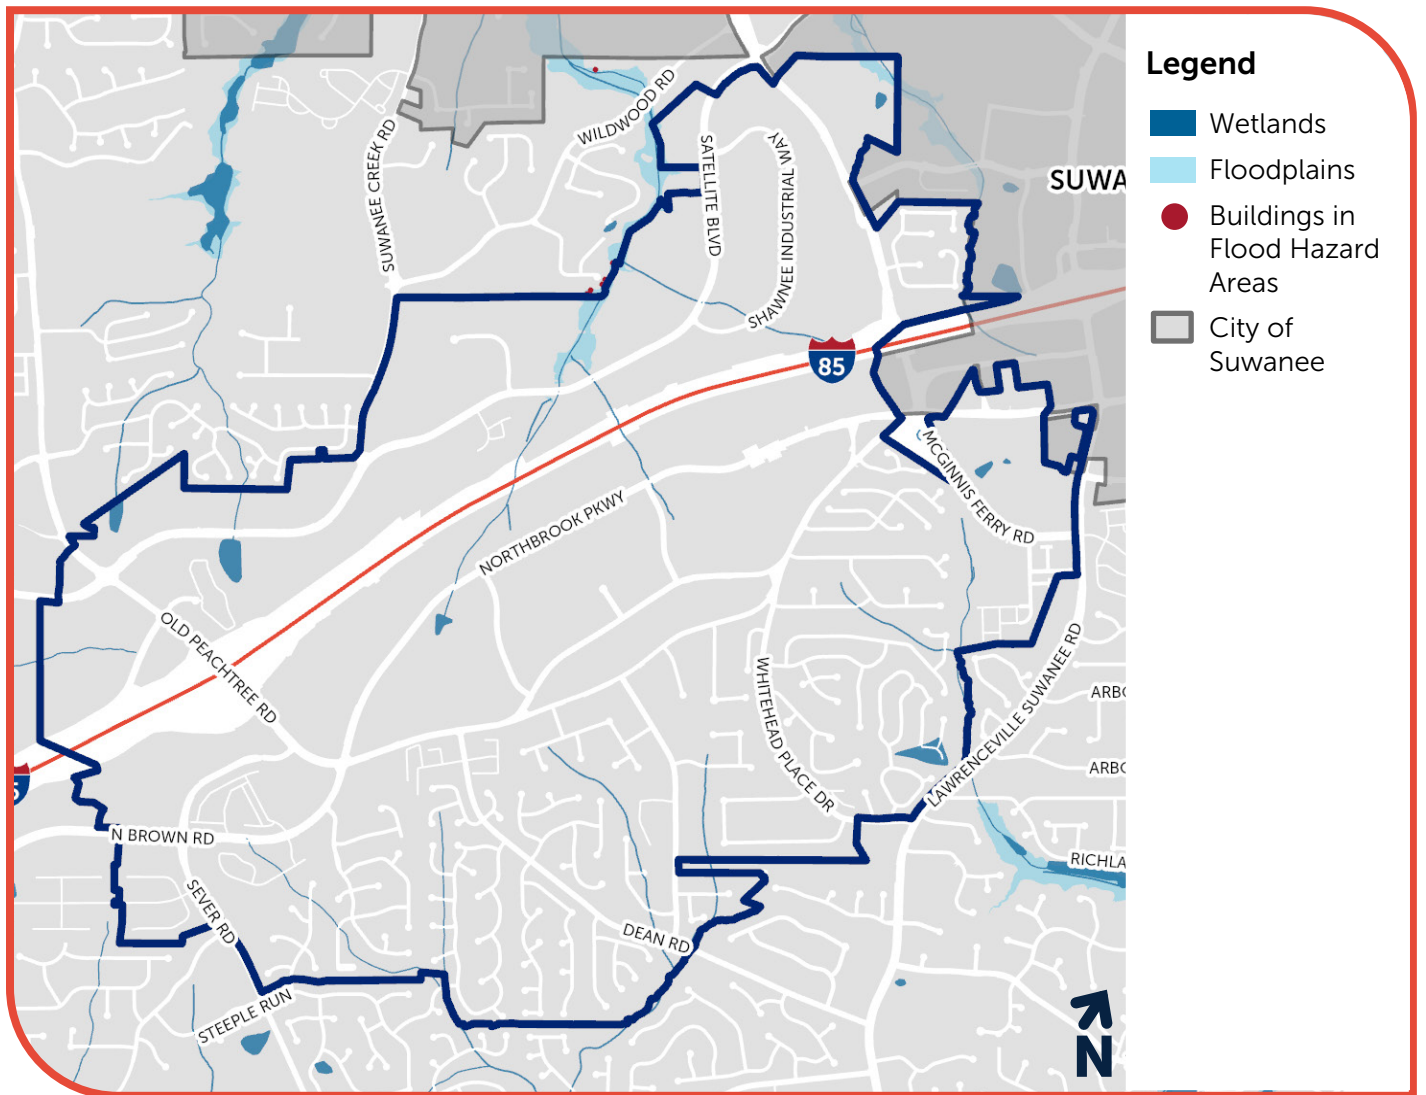 WILDWOOD RD
SUWANEE CREEK RD
SATELLITE BLVD
SHAWNEE INDUSTRIAL WAY
SUWA
85
MCGINNIS FERRY RD
NORTHBROOK PKWY
OLD PEACHTREE RD
WHITEHEAD PLACE DR
LAWRENCEVILLE SUWANEE RD
ARBO
ARBO
5
N BROWN RD
RICHLA
SEVER RD
DEAN RD
STEEPLE RUN
N
Legend
Wetlands
Floodplains
Buildings in
Flood Hazard
Areas
City of
Suwanee